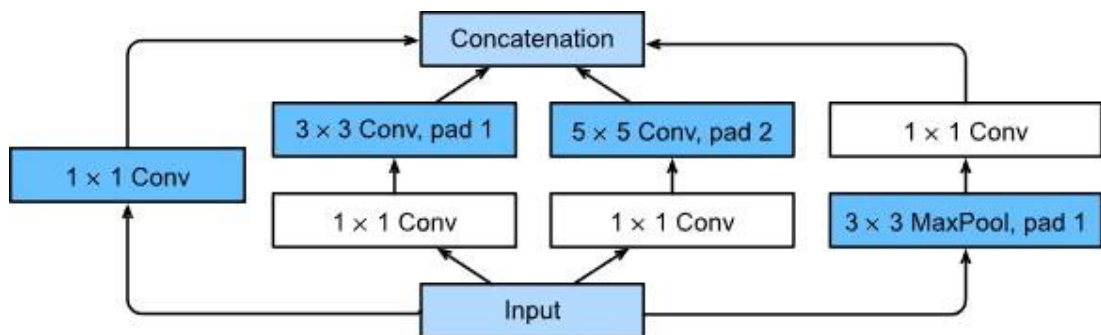 Concatenation
3 × 3 Conv, pad 1
5 × 5 Conv, pad 2
1 × 1 Conv
1 × 1 Conv
1 × 1 Conv
1 × 1 Conv
3 × 3 MaxPool, pad 1
Input